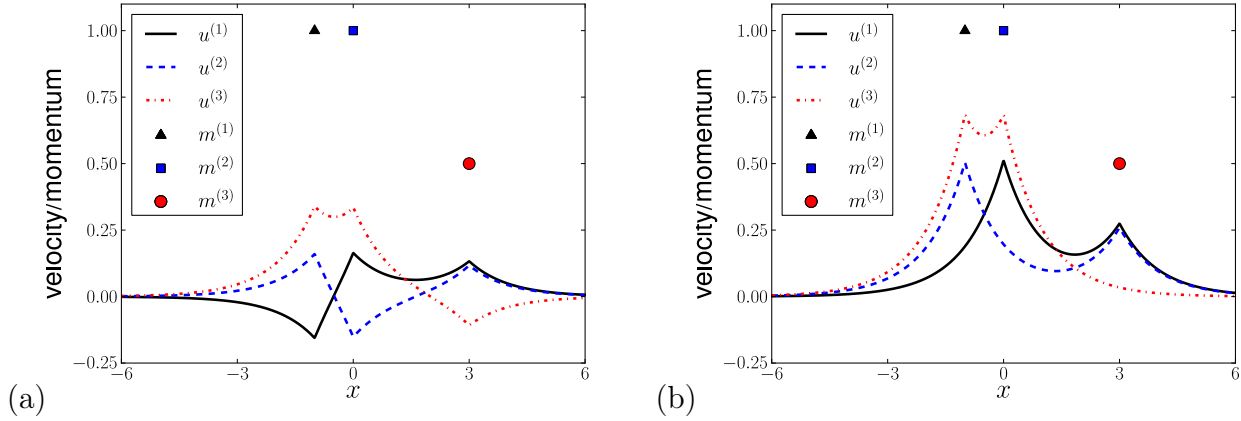 velocity/momentum
1.00
0.75
0.50
0.25
0.00
−0.25
u^(1)
u^(2)
u^(3)
m^(1)
m^(2)
m^(3)
−6
−3
0
3
6
x
(a)
velocity/momentum
1.00
0.75
0.50
0.25
0.00
−0.25
u^(1)
u^(2)
u^(3)
m^(1)
m^(2)
m^(3)
−6
−3
0
3
6
x
(b)